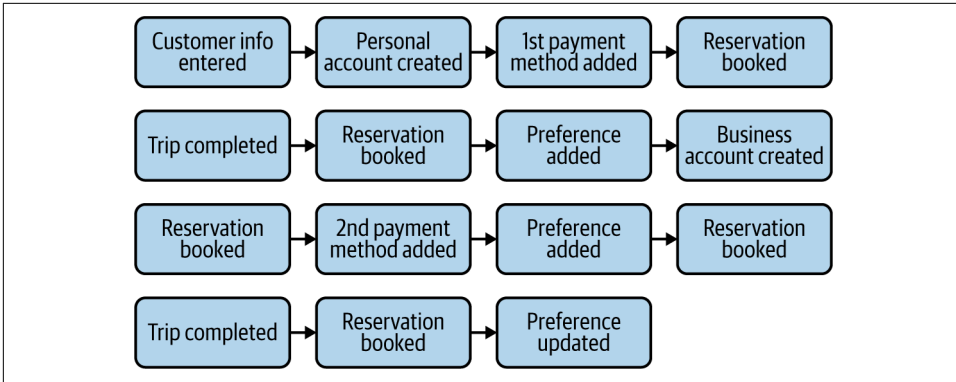 Customer info
entered
Personal
account created
1st payment
method added
Reservation
booked
Trip completed
Reservation
booked
Preference
added
Business
account created
Reservation
booked
2nd payment
method added
Preference
added
Reservation
booked
Trip completed
Reservation
booked
Preference
updated